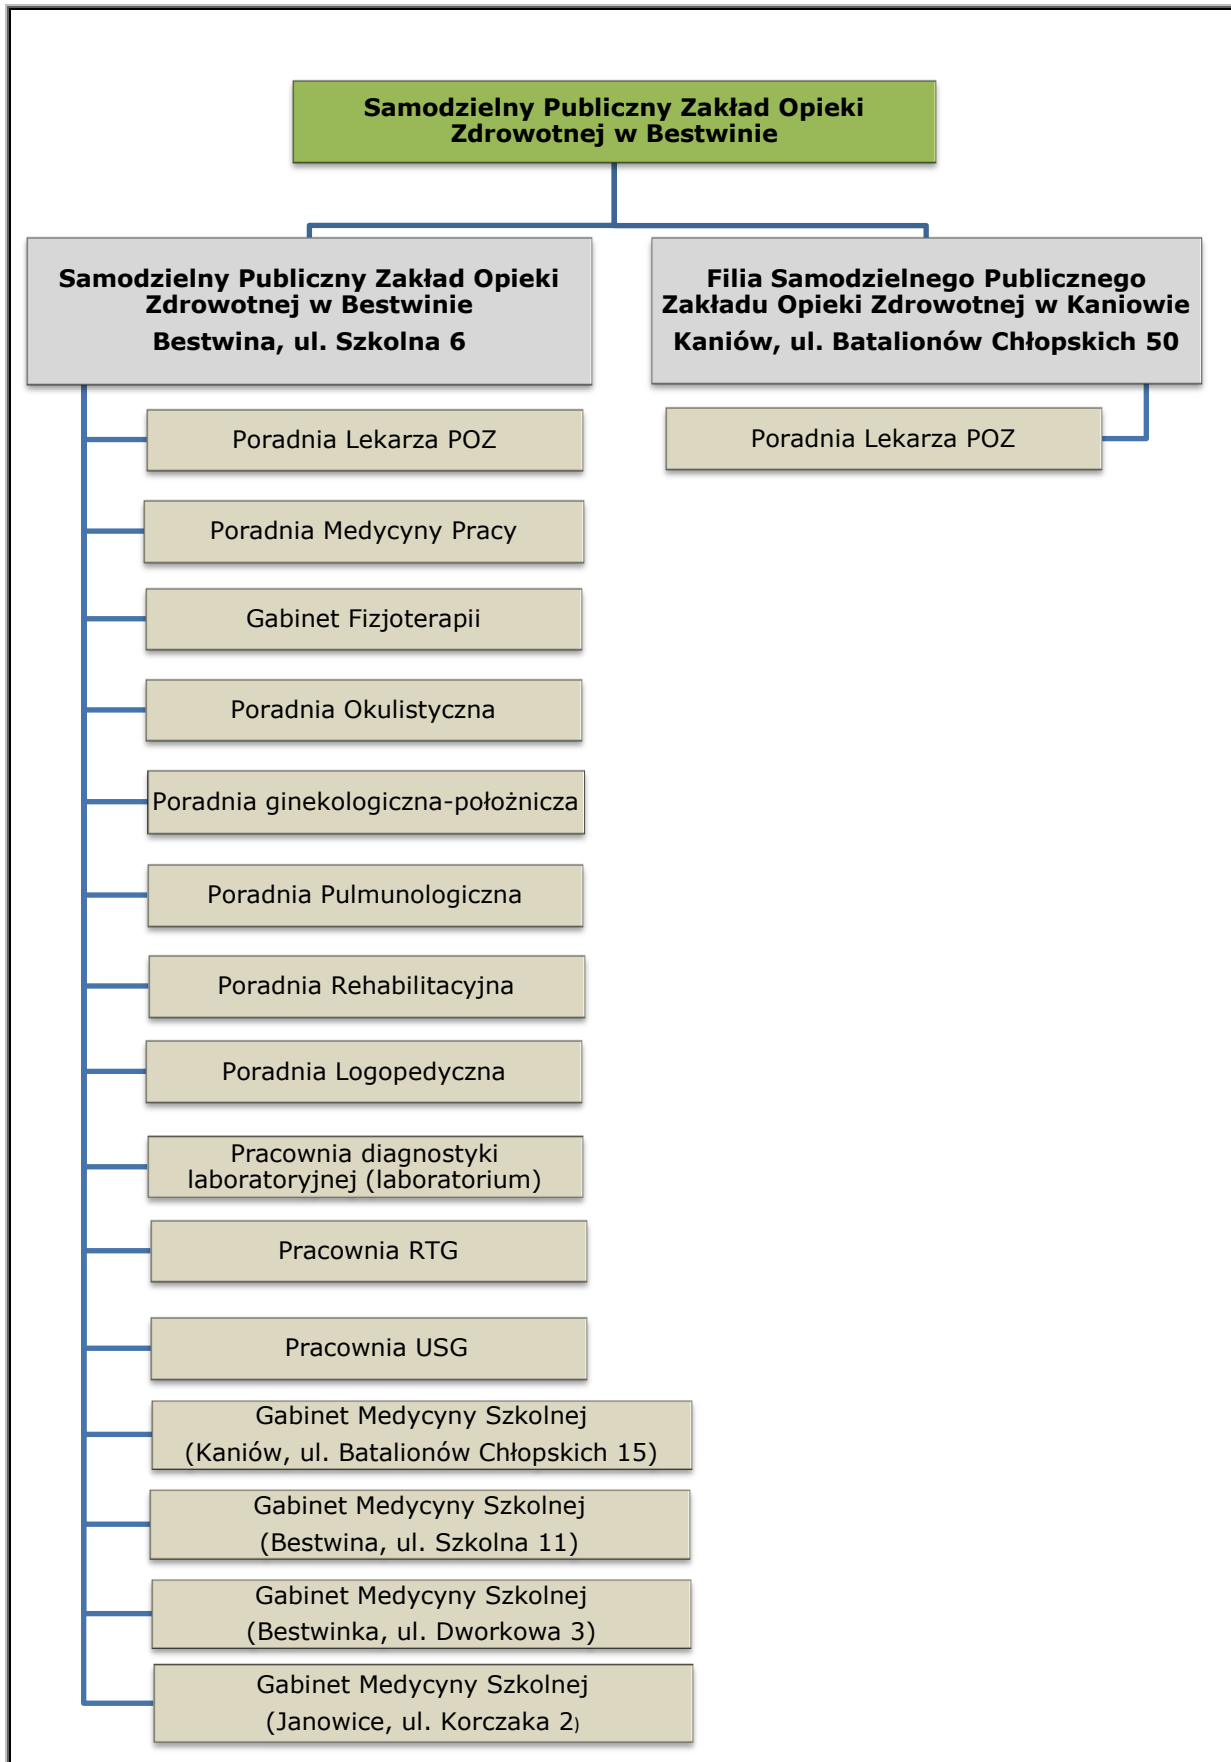 Samodzielny Publiczny Zakład Opieki
Zdrowotnej w Bestwinie
Samodzielny Publiczny Zakład Opieki
Zdrowotnej w Bestwinie
Bestwina, ul. Szkolna 6
Filia Samodzielnego Publicznego
Zakładu Opieki Zdrowotnej w Kaniowie
Kaniów, ul. Batalionów Chłopskich 50
Poradnia Lekarza POZ
Poradnia Lekarza POZ
Poradnia Medycyny Pracy
Gabinet Fizjoterapii
Poradnia Okulistyczna
Poradnia ginekologiczna-położnicza
Poradnia Pulmunologiczna
Poradnia Rehabilitacyjna
Poradnia Logopedyczna
Pracownia diagnostyki
laboratoryjnej (laboratorium)
Pracownia RTG
Pracownia USG
Gabinet Medycyny Szkolnej
(Kaniów, ul. Batalionów Chłopskich 15)
Gabinet Medycyny Szkolnej
(Bestwina, ul. Szkolna 11)
Gabinet Medycyny Szkolnej
(Bestwinka, ul. Dworkowa 3)
Gabinet Medycyny Szkolnej
(Janowice, ul. Korczaka 2)